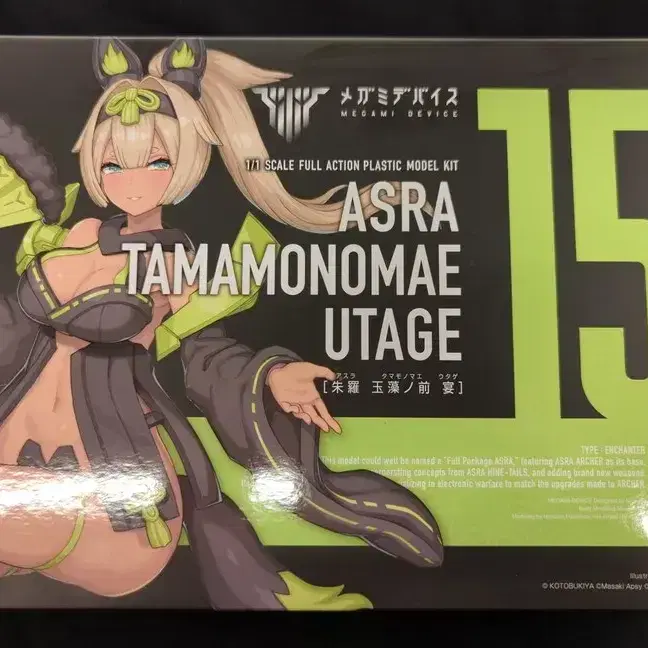 メガミデバイス
MEGAMI DEVICE
1/1 SCALE FULL ACTION PLASTIC MODEL KIT
15
ASRA
TAMAMONOMAE
UTAGE
アスラ タマモノマエ ウタゲ
[朱羅 玉藻ノ前 宴]
TYPE : ENCHANTER
This model could well be named a "Full Package ASRA," featuring ASRA ARCHER as its base,
concepts from ASRA NINE-TAILS, and adding brand new weapons
in electronic warfare to match the upgrades made to ARCHER.
© KOTOBUKIYA ©Masaki Apsy